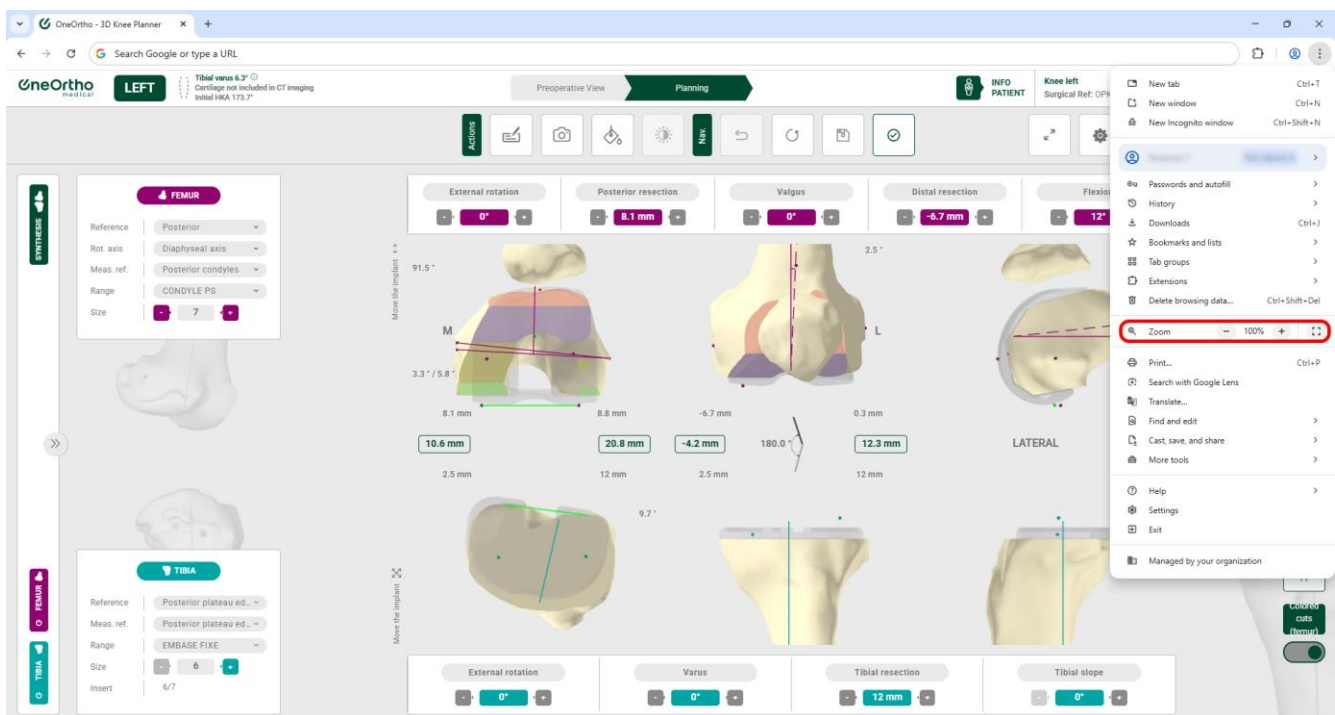 OneOrtho - 3D Knee Planner
Search Google or type a URL
OneOrtho
medical
LEFT
Tibial varus 6.3°
Cartilage not included in CT imaging
Initial HKA 173.7°
Preoperative View
Planning
INFO
PATIENT
Knee left
Surgical Ref: OPK
Actions
Nav.
SYNTHESIS
FEMUR
Reference Posterior
Rot. axis Diaphyseal axis
Meas. ref. Posterior condyles
Range CONDYLE PS
Size - 7 +
External rotation Posterior resection Valgus Distal resection Flexio
- 0° + - 8.1 mm + - 0° + - -6.7 mm + - 12°
Move the implant
91.5°
2.5°
M
L
3.3° / 5.8°
8.1 mm 8.8 mm -6.7 mm 0.3 mm
10.6 mm 20.8 mm -4.2 mm 180.0° 12.3 mm LATERAL
2.5 mm 12 mm 2.5 mm 12 mm
9.7°
Move the implant
TIBIA
Reference Posterior plateau ed...
Meas. ref. Posterior plateau ed...
Range EMBASE FIXE
Size - 6 +
Insert 6/7
FEMUR
TIBIA
External rotation Varus Tibial resection Tibial slope
- 0° + - 0° + - 12 mm + - 0° +
Colored
cuts
(femur)
New tab Ctrl+T
New window Ctrl+N
New Incognito window Ctrl+Shift+N
Passwords and autofill
History
Downloads Ctrl+J
Bookmarks and lists
Tab groups
Extensions
Delete browsing data... Ctrl+Shift+Del
Zoom - 100% +
Print... Ctrl+P
Search with Google Lens
Translate...
Find and edit
Cast, save, and share
More tools
Help
Settings
Exit
Managed by your organization